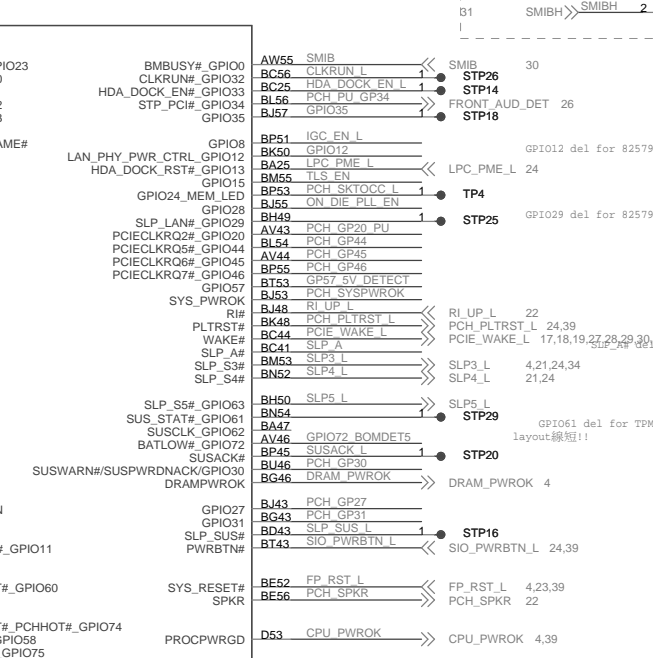 31 SMIBH SMIBH 2
PIO23 BMBUSY#_GPIO0 AW55 SMIB SMIB 30
CLKRUN#_GPIO32 BC56 CLKRUN_L 1 STP26
HDA_DOCK_EN#_GPIO33 BC25 HDA_DOCK_EN_L 1 STP14
STP_PCI#_GPIO34 BL56 PCH_PU_GP34 FRONT_AUD_DET 26
GPIO35 BJ57 GPIO35 1 STP18
AME# GPIO8 BP51 IGC_EN_L
LAN_PHY_PWR_CTRL_GPIO12 BK50 GPIO12 GPIO12 del for 82579
HDA_DOCK_RST#_GPIO13 BA25 LPC_PME_L LPC_PME_L 24
GPIO15 BM55 TLS_EN
GPIO24_MEM_LED BP53 PCH_SKTOCC_L 1 TP4
GPIO28 BJ55 ON_DIE_PLL_EN
SLP_LAN#_GPIO29 BH49 1 STP25 GPIO29 del for 82579
PCIECLKRQ2#_GPIO20 AV43 PCH_GP20_PU
PCIECLKRQ5#_GPIO44 BL54 PCH_GP44
PCIECLKRQ6#_GPIO45 AV44 PCH_GP45
PCIECLKRQ7#_GPIO46 BP55 PCH_GP46
GPIO57 BT53 GP57_5V_DETECT
SYS_PWROK BJ53 PCH_SYSPWROK
RI# BJ48 RI_UP_L RI_UP_L 22
PLTRST# BK48 PCH_PLTRST_L PCH_PLTRST_L 24,39
WAKE# BC44 PCIE_WAKE_L PCIE_WAKE_L 17,18,19,27,28,29,30
SLP_A# BC41 SLP_A SLP_A# del
SLP_S3# BM53 SLP3_L SLP3_L 4,21,24,34
SLP_S4# BN52 SLP4_L SLP4_L 21,24
SLP_S5#_GPIO63 BH50 SLP5_L SLP5_L
SUS_STAT#_GPIO61 BN54 1 STP29 GPIO61 del for TPM
SUSCLK_GPIO62 BA47 layout線短!!
BATLOW#_GPIO72 AV46 GPIO72_BOMDET5
SUSACK# BP45 SUSACK_L 1 STP20
SUSWARN#/SUSPWRDNACK/GPIO30 BU46 PCH_GP30
DRAMPWROK BG46 DRAM_PWROK DRAM_PWROK 4
GPIO27 BJ43 PCH_GP27
GPIO31 BG43 PCH_GP31
SLP_SUS# BD43 SLP_SUS_L 1 STP16
#_GPIO11 PWRBTN# BT43 SIO_PWRBTN_L SIO_PWRBTN_L 24,39
T#_GPIO60 SYS_RESET# BE52 FP_RST_L FP_RST_L 4,23,39
SPKR BE56 PCH_SPKR PCH_SPKR 22
T#_PCHHOT#_GPIO74
GPIO58 PROCPWRGD D53 CPU_PWROK CPU_PWROK 4,39
_GPIO75